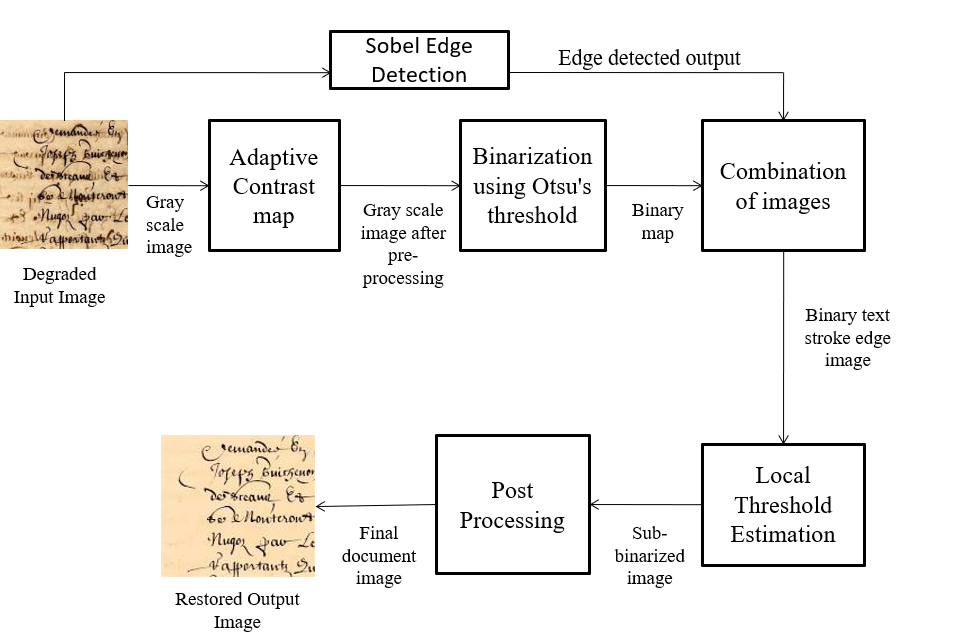 Sobel Edge
Detection
Edge detected output
Adaptive
Contrast
map
Binarization
using Otsu's
threshold
Combination
of images
Gray
scale
image
Gray scale
image after
pre-
processing
Binary
map
Degraded
Input Image
Binary text
stroke edge
image
Local
Threshold
Estimation
Sub-
binarized
image
Post
Processing
Final
document
image
Restored Output
Image